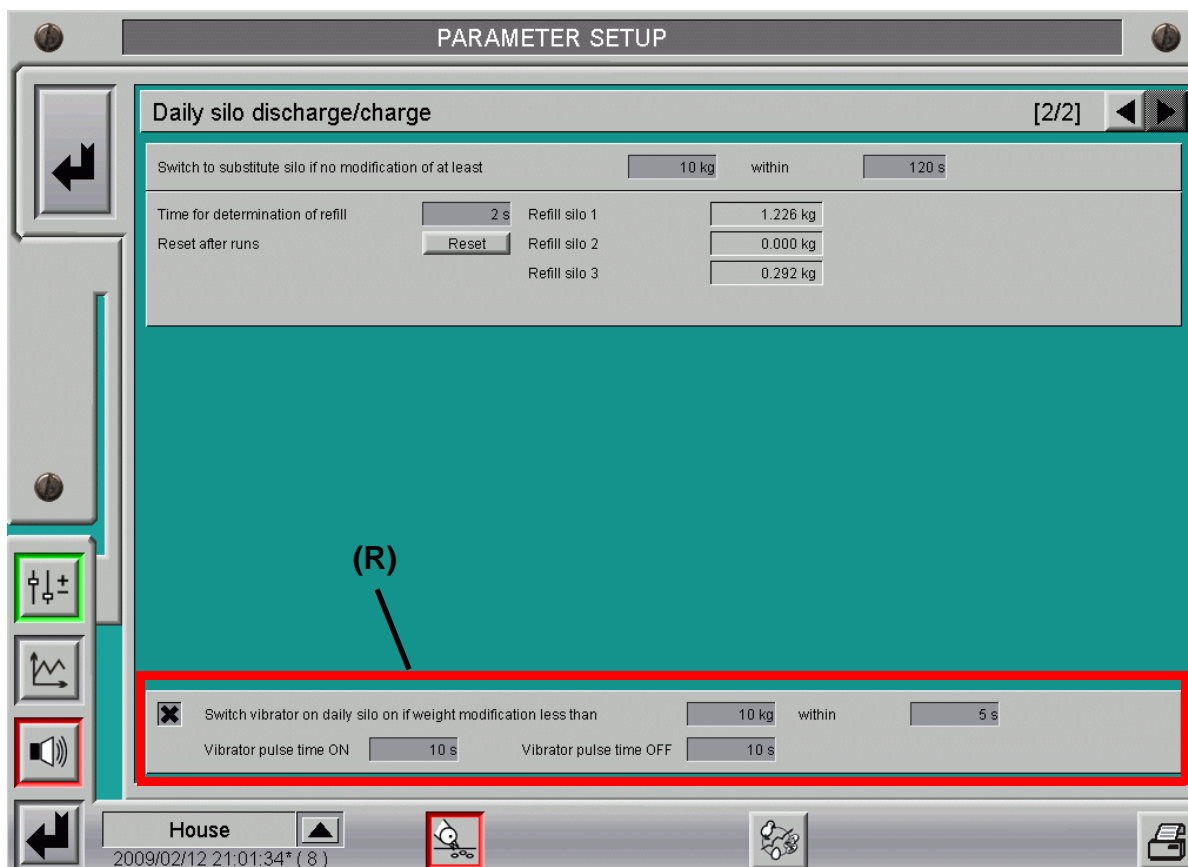 PARAMETER SETUP
Daily silo discharge/charge [2/2]
Switch to substitute silo if no modification of at least 10 kg within 120 s
Time for determination of refill 2 s Refill silo 1 1.226 kg
Reset after runs Reset Refill silo 2 0.000 kg
Refill silo 3 0.292 kg
(R)
Switch vibrator on daily silo on if weight modification less than 10 kg within 5 s
Vibrator pulse time ON 10 s Vibrator pulse time OFF 10 s
House
2009/02/12 21:01:34* ( 8 )